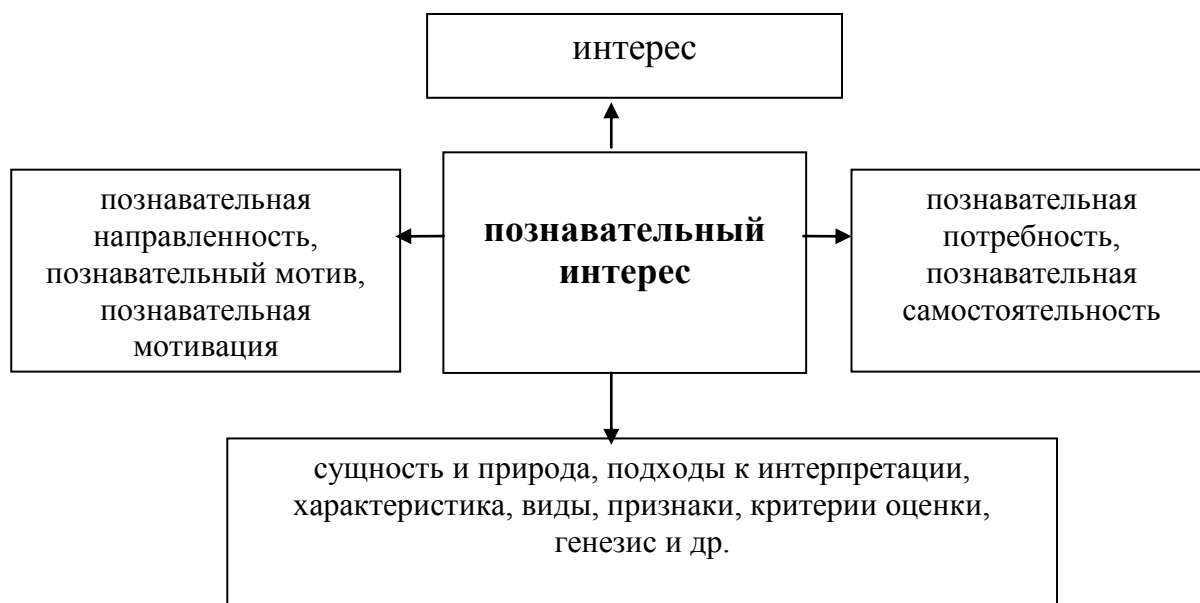 интерес
познавательная
направленность,
познавательный мотив,
познавательная
мотивация
познавательный
интерес
познавательная
потребность,
познавательная
самостоятельность
сущность и природа, подходы к интерпретации,
характеристика, виды, признаки, критерии оценки,
генезис и др.